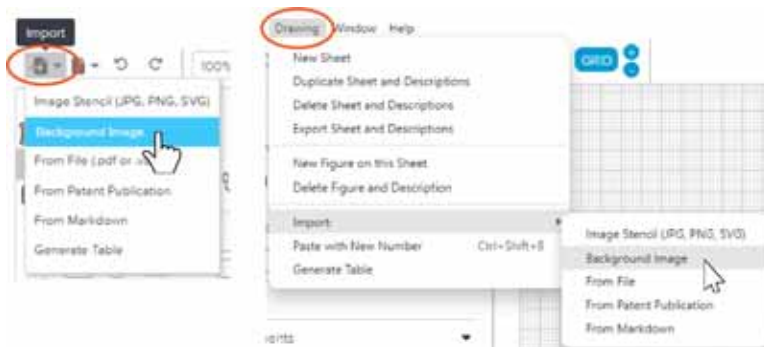 Import
100%
Image Stencil (JPG, PNG, SVG)
Background Image
From File (.pdf or
From Patent Publication
From Markdown
Generate Table
Drawing Window Help
New Sheet
Duplicate Sheet and Descriptions
Delete Sheet and Descriptions
Export Sheet and Descriptions
New Figure on this Sheet
Delete Figure and Description
Import
Paste with New Number Ctrl+Shift+B
Generate Table
GRID
Image Stencil (JPG, PNG, SVG)
Background Image
From File
From Patent Publication
From Markdown